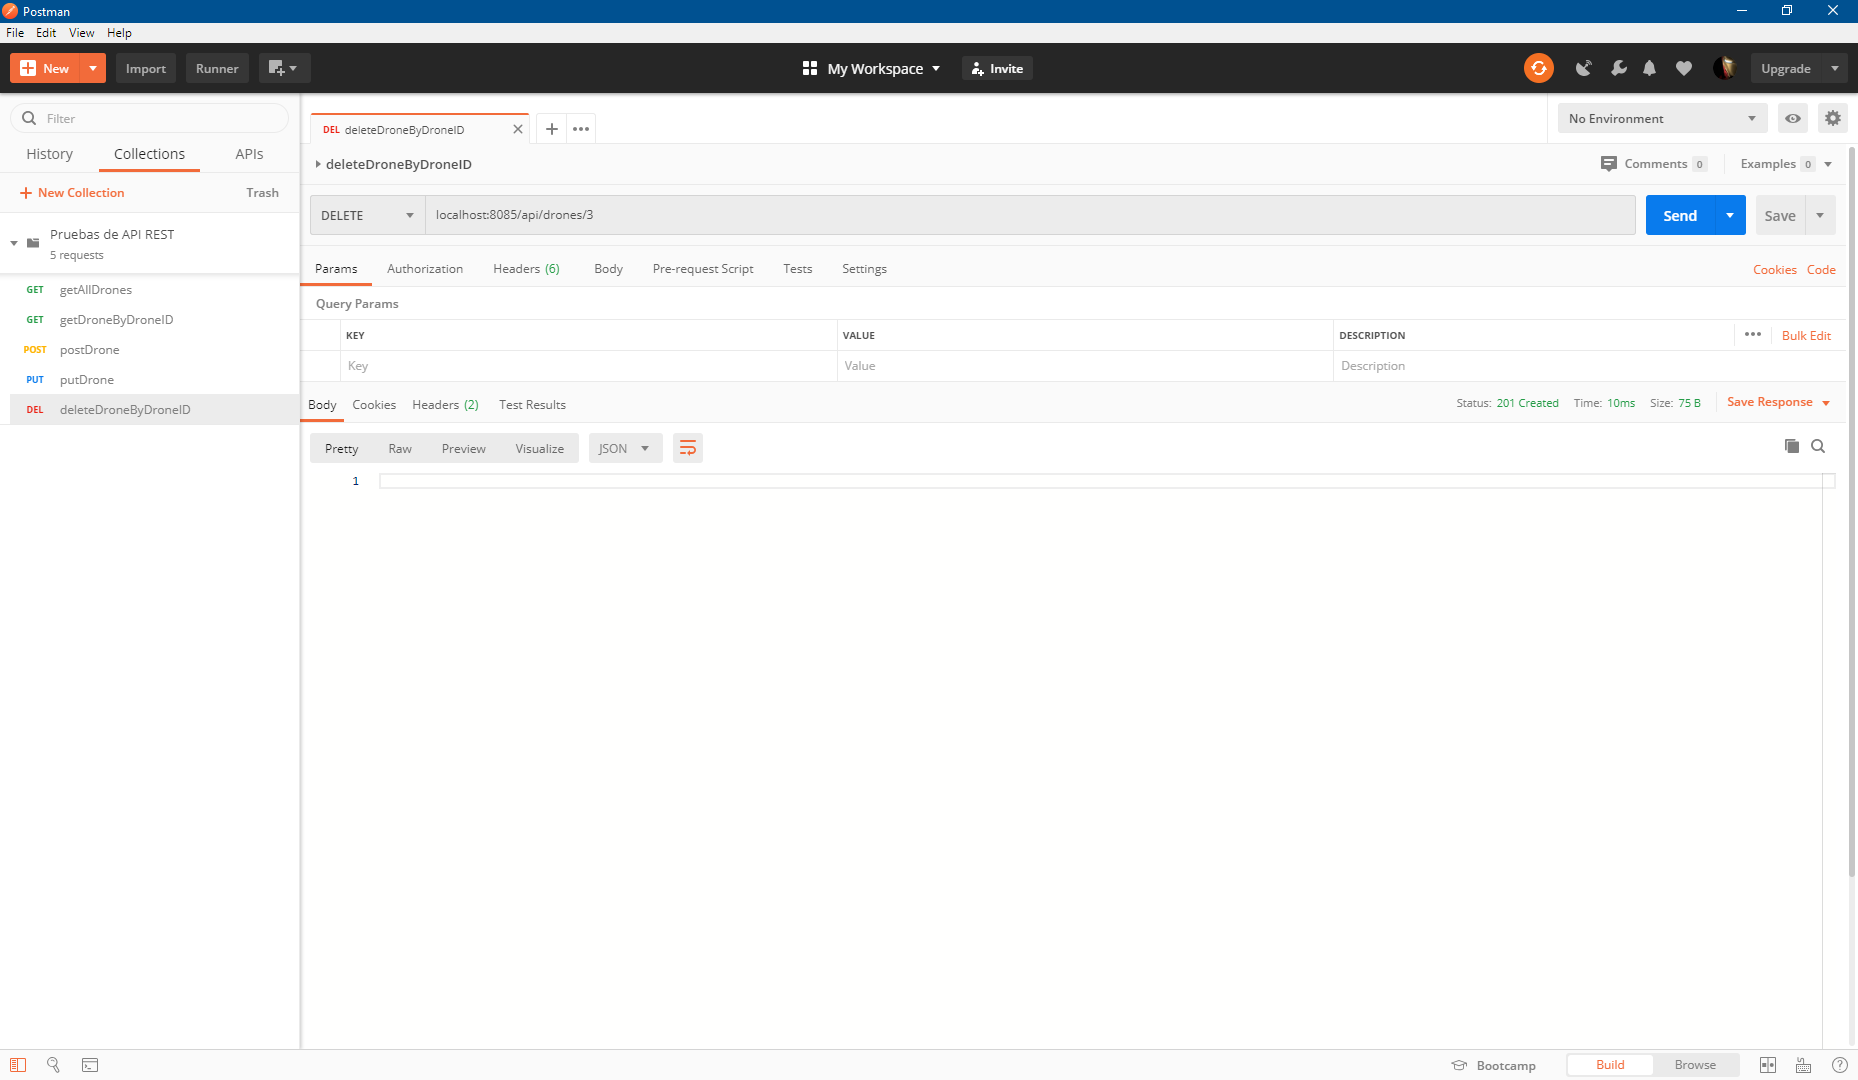 Postman
File Edit View Help
New Import Runner My Workspace Invite Upgrade
Filter
History Collections APIs
New Collection Trash
Pruebas de API REST
5 requests
GET getAllDrones
GET getDroneByDroneID
POST postDrone
PUT putDrone
DEL deleteDroneByDroneID
DEL deleteDroneByDroneID
No Environment
deleteDroneByDroneID
Comments 0 Examples 0
DELETE localhost:8085/api/drones/3 Send Save
Params Authorization Headers (6) Body Pre-request Script Tests Settings Cookies Code
Query Params
KEY VALUE DESCRIPTION Bulk Edit
Key Value Description
Body Cookies Headers (2) Test Results Status: 201 Created Time: 10ms Size: 75 B Save Response
Pretty Raw Preview Visualize JSON
1
Bootcamp Build Browse